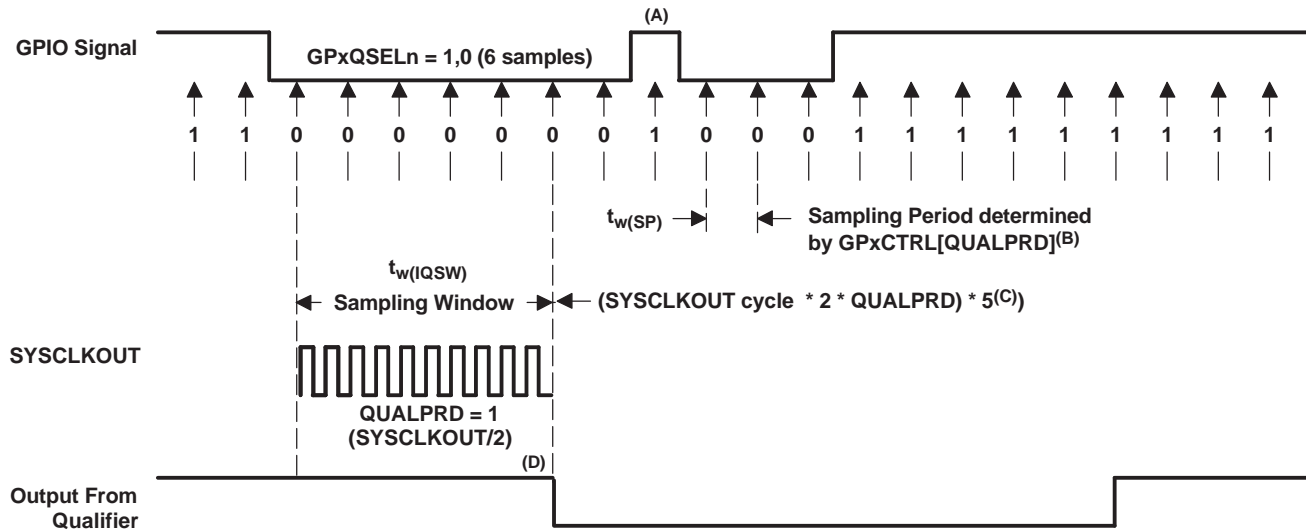 (A)
GPIO Signal
GPxQSELn = 1,0 (6 samples)
1 1 0 0 0 0 0 0 0 1 0 0 0 1 1 1 1 1 1 1 1 1
tw(SP)
Sampling Period determined
by GPxCTRL[QUALPRD](B)
tw(IQSW)
Sampling Window
(SYSCLKOUT cycle * 2 * QUALPRD) * 5(C))
SYSCLKOUT
QUALPRD = 1
(SYSCLKOUT/2)
(D)
Output From
Qualifier